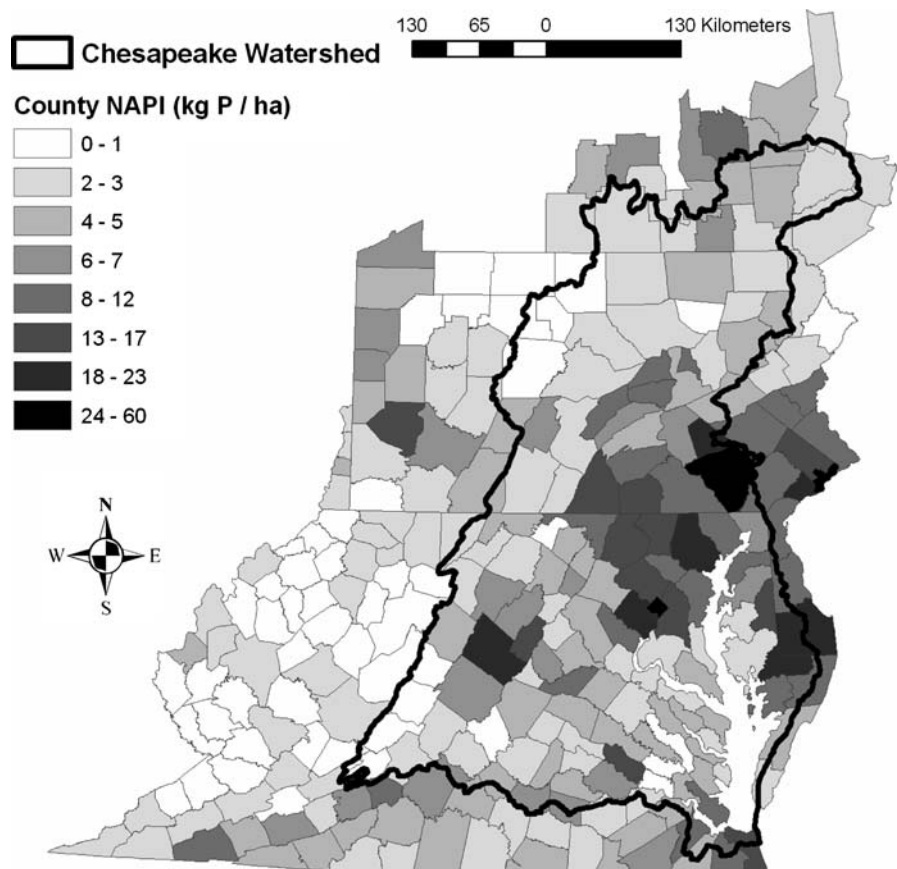 130 65 0 130 Kilometers
Chesapeake Watershed
County NAPI (kg P / ha)
0 - 1
2 - 3
4 - 5
6 - 7
8 - 12
13 - 17
18 - 23
24 - 60
N
W E
S